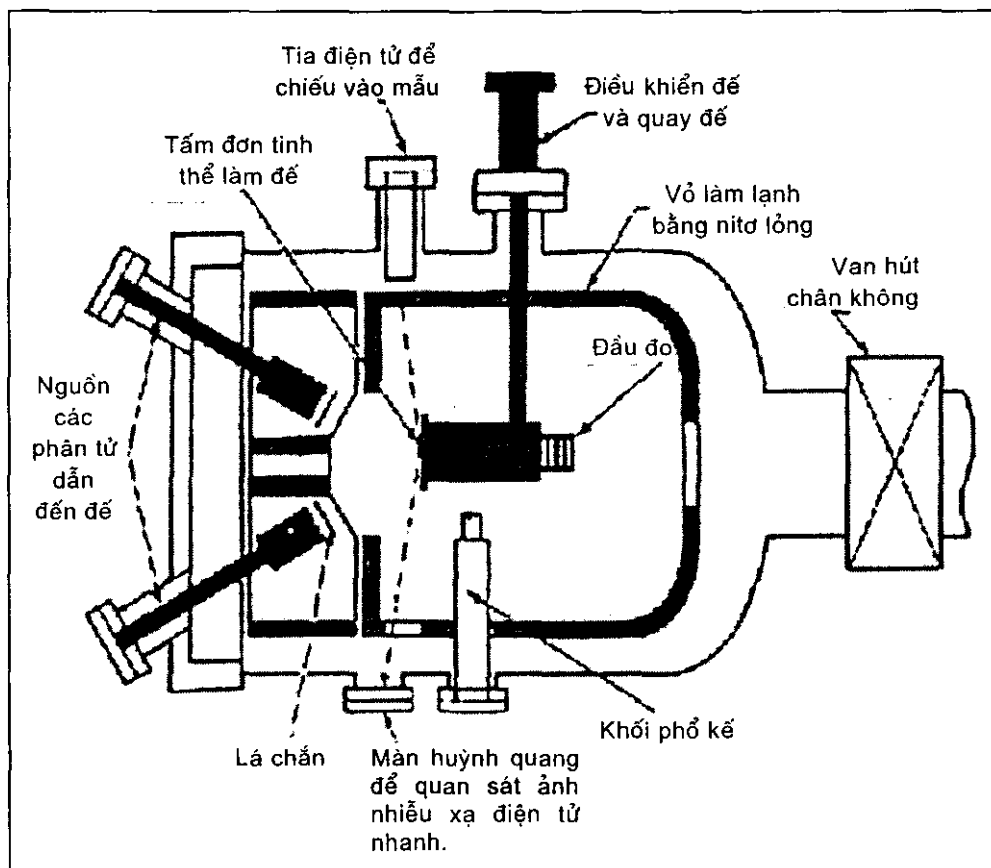 Tia điện tử để
chiếu vào mẫu
Điều khiển đế
và quay đế
Tấm đơn tinh
thể làm đế
Vỏ làm lạnh
bằng nitơ lỏng
Van hút
chân không
Đầu đo
Nguồn
các
phân tử
dẫn
đến đế
Khối phổ kế
Lá chắn
Màn huỳnh quang
để quan sát ảnh
nhiễu xạ điện tử
nhanh.